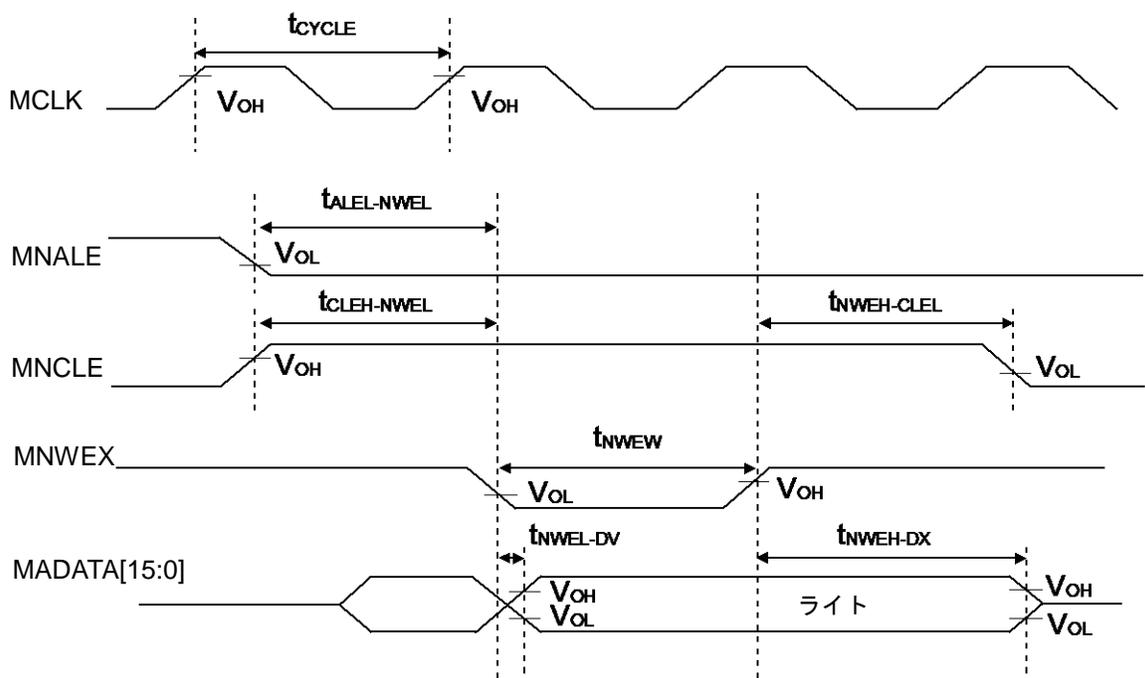 tCYCLE
MCLK
VOH
VOH
tALEL-NWEL
MNALE
VOL
tCLEH-NWEL
tNWEH-CLEL
MNCLE
VOH
VOL
tNWEW
MNWEX
VOL
VOH
tNWEL-DV
tNWEH-DX
MADATA[15:0]
VOH
VOL
ライト
VOH
VOL